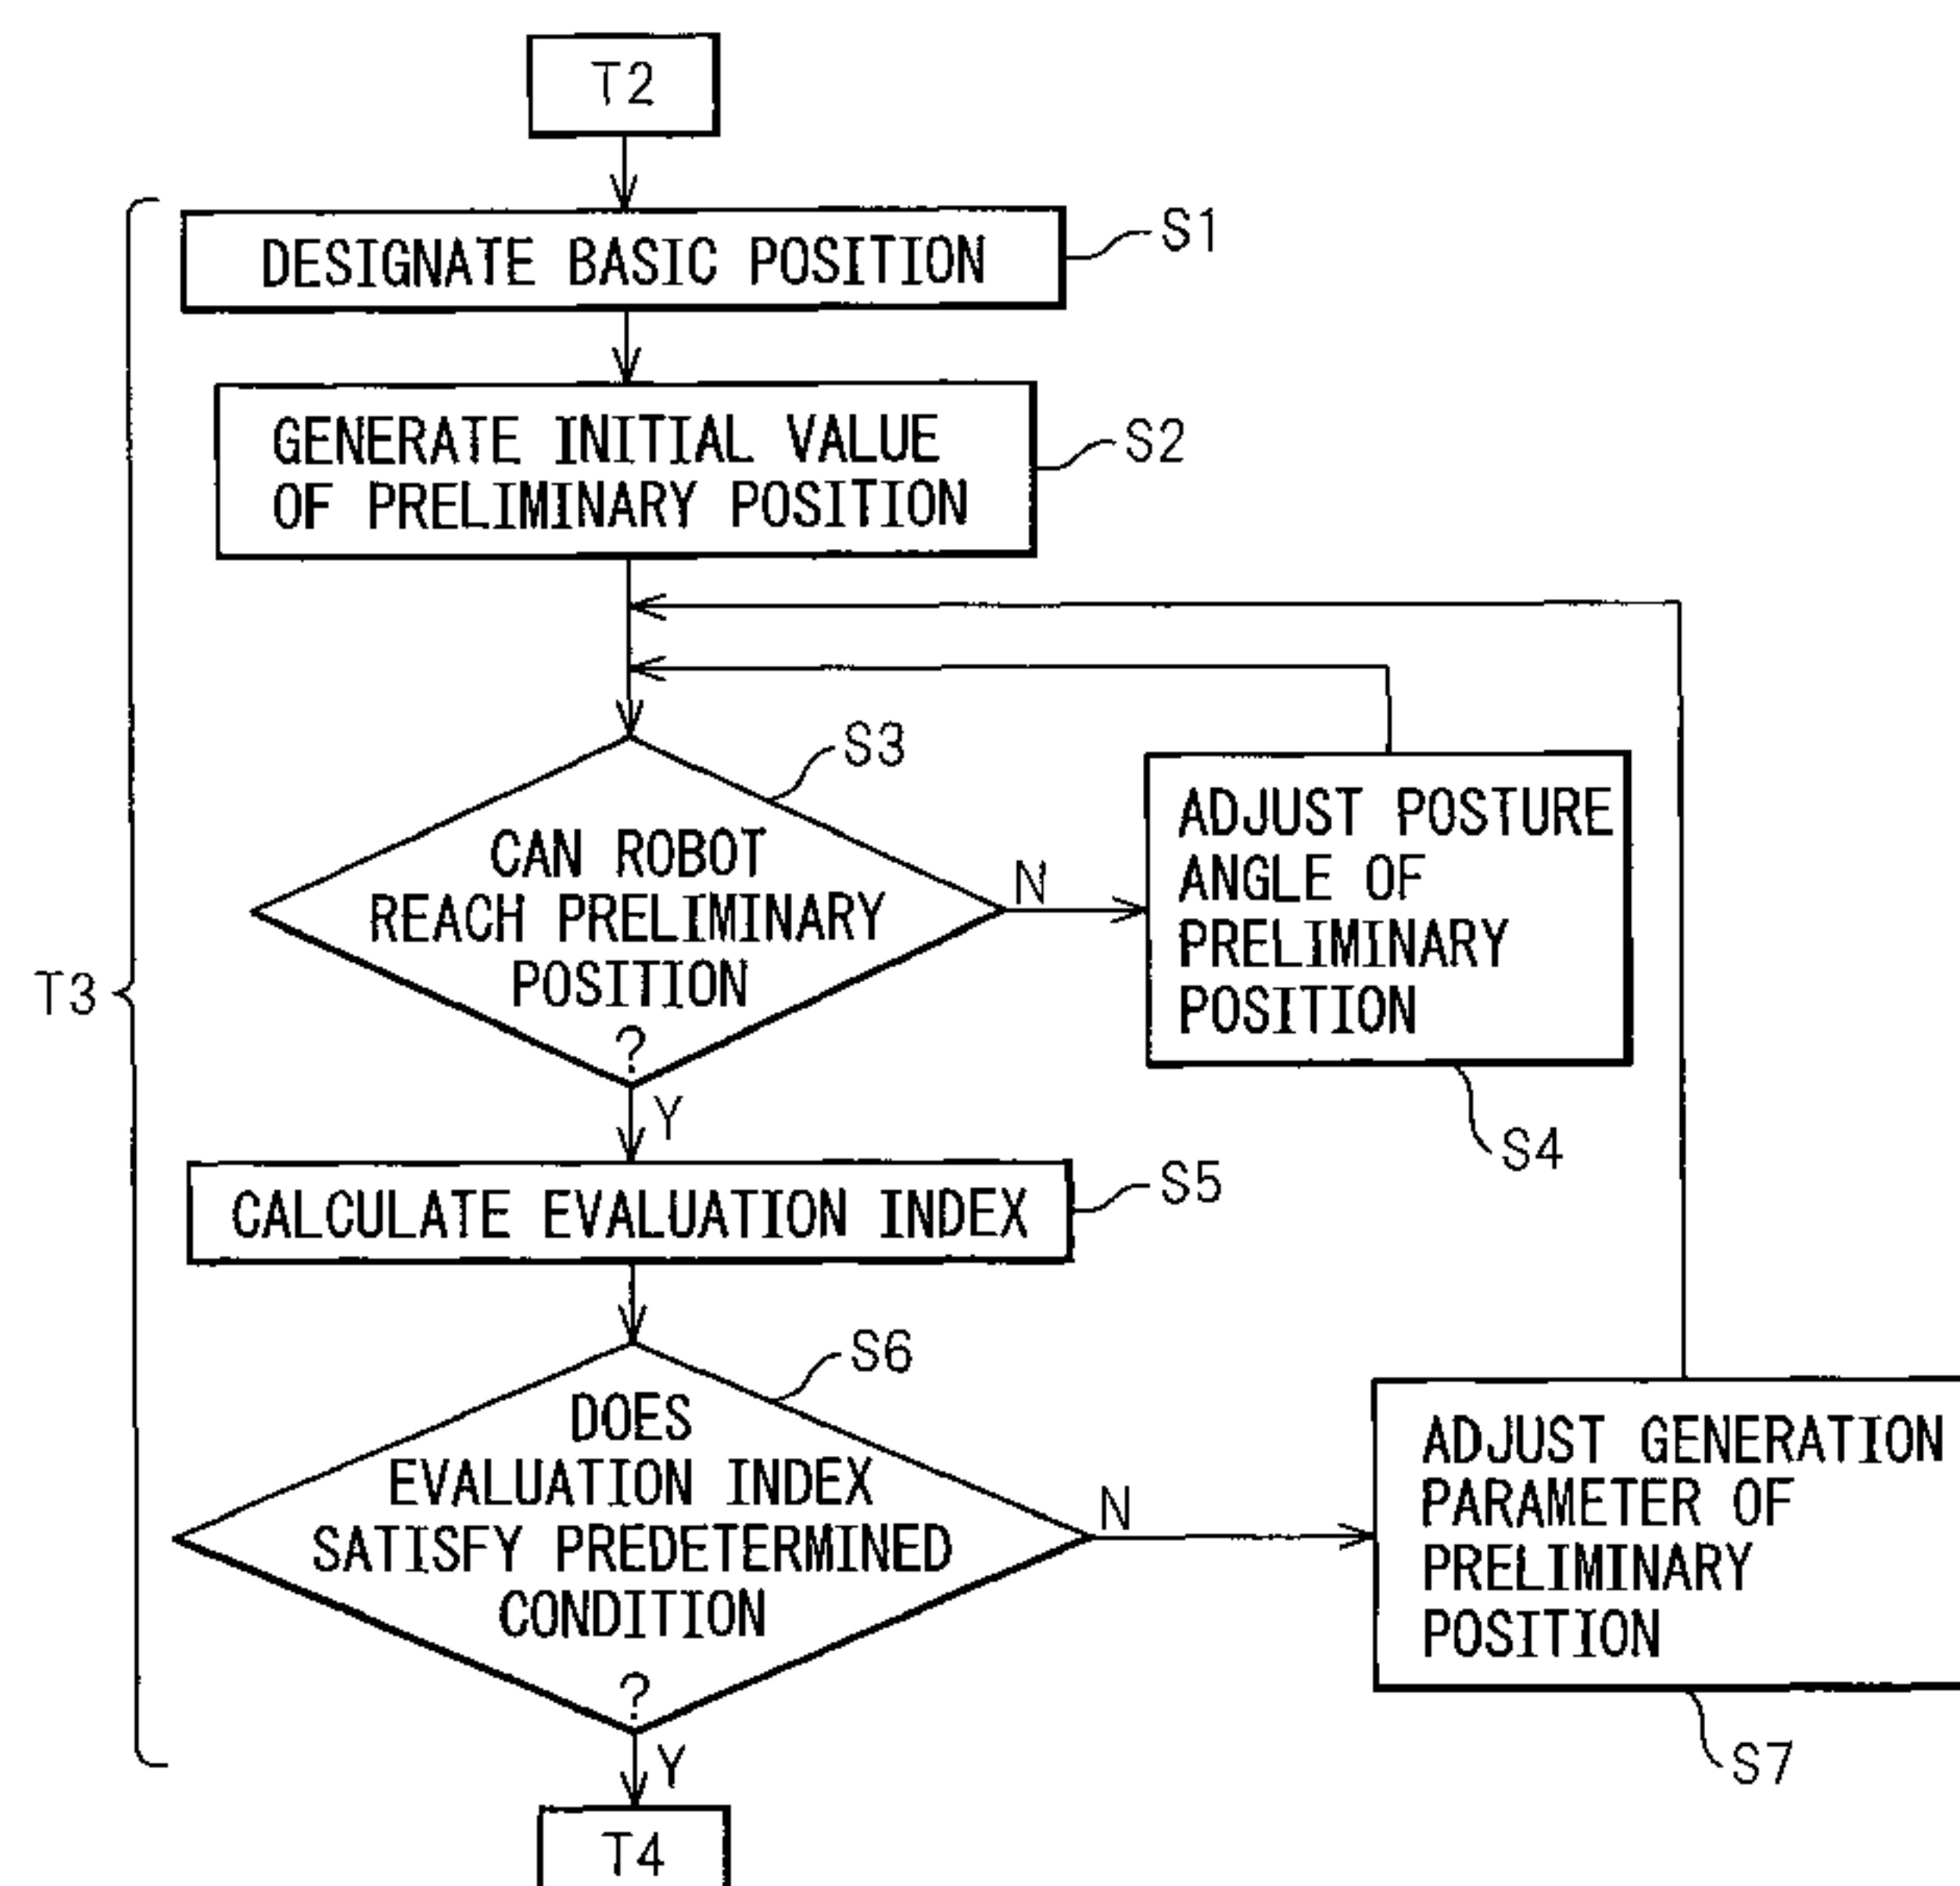 T2
DESIGNATE BASIC POSITION
S1
GENERATE INITIAL VALUE
OF PRELIMINARY POSITION
S2
S3
CAN ROBOT
REACH PRELIMINARY
POSITION
?
N
Y
ADJUST POSTURE
ANGLE OF
PRELIMINARY
POSITION
S4
T3
CALCULATE EVALUATION INDEX
S5
S6
DOES
EVALUATION INDEX
SATISFY PREDETERMINED
CONDITION
?
N
Y
ADJUST GENERATION
PARAMETER OF
PRELIMINARY
POSITION
S7
T4